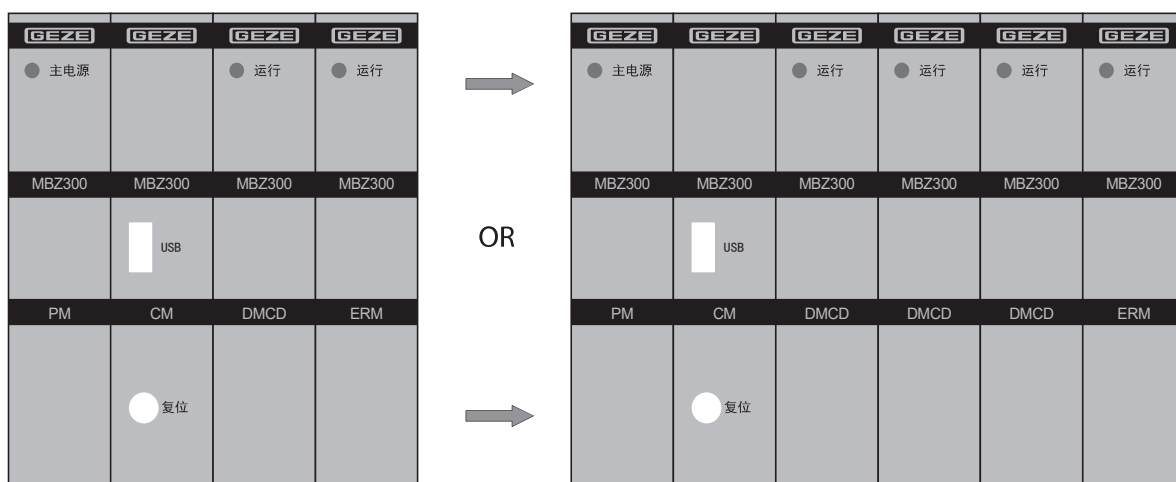 GEZE GEZE GEZE GEZE
主电源 运行 运行
MBZ300 MBZ300 MBZ300 MBZ300
USB
PM CM DMCD ERM
复位
OR
GEZE GEZE GEZE GEZE GEZE GEZE
主电源 运行 运行 运行 运行
MBZ300 MBZ300 MBZ300 MBZ300 MBZ300 MBZ300
USB
PM CM DMCD DMCD DMCD ERM
复位